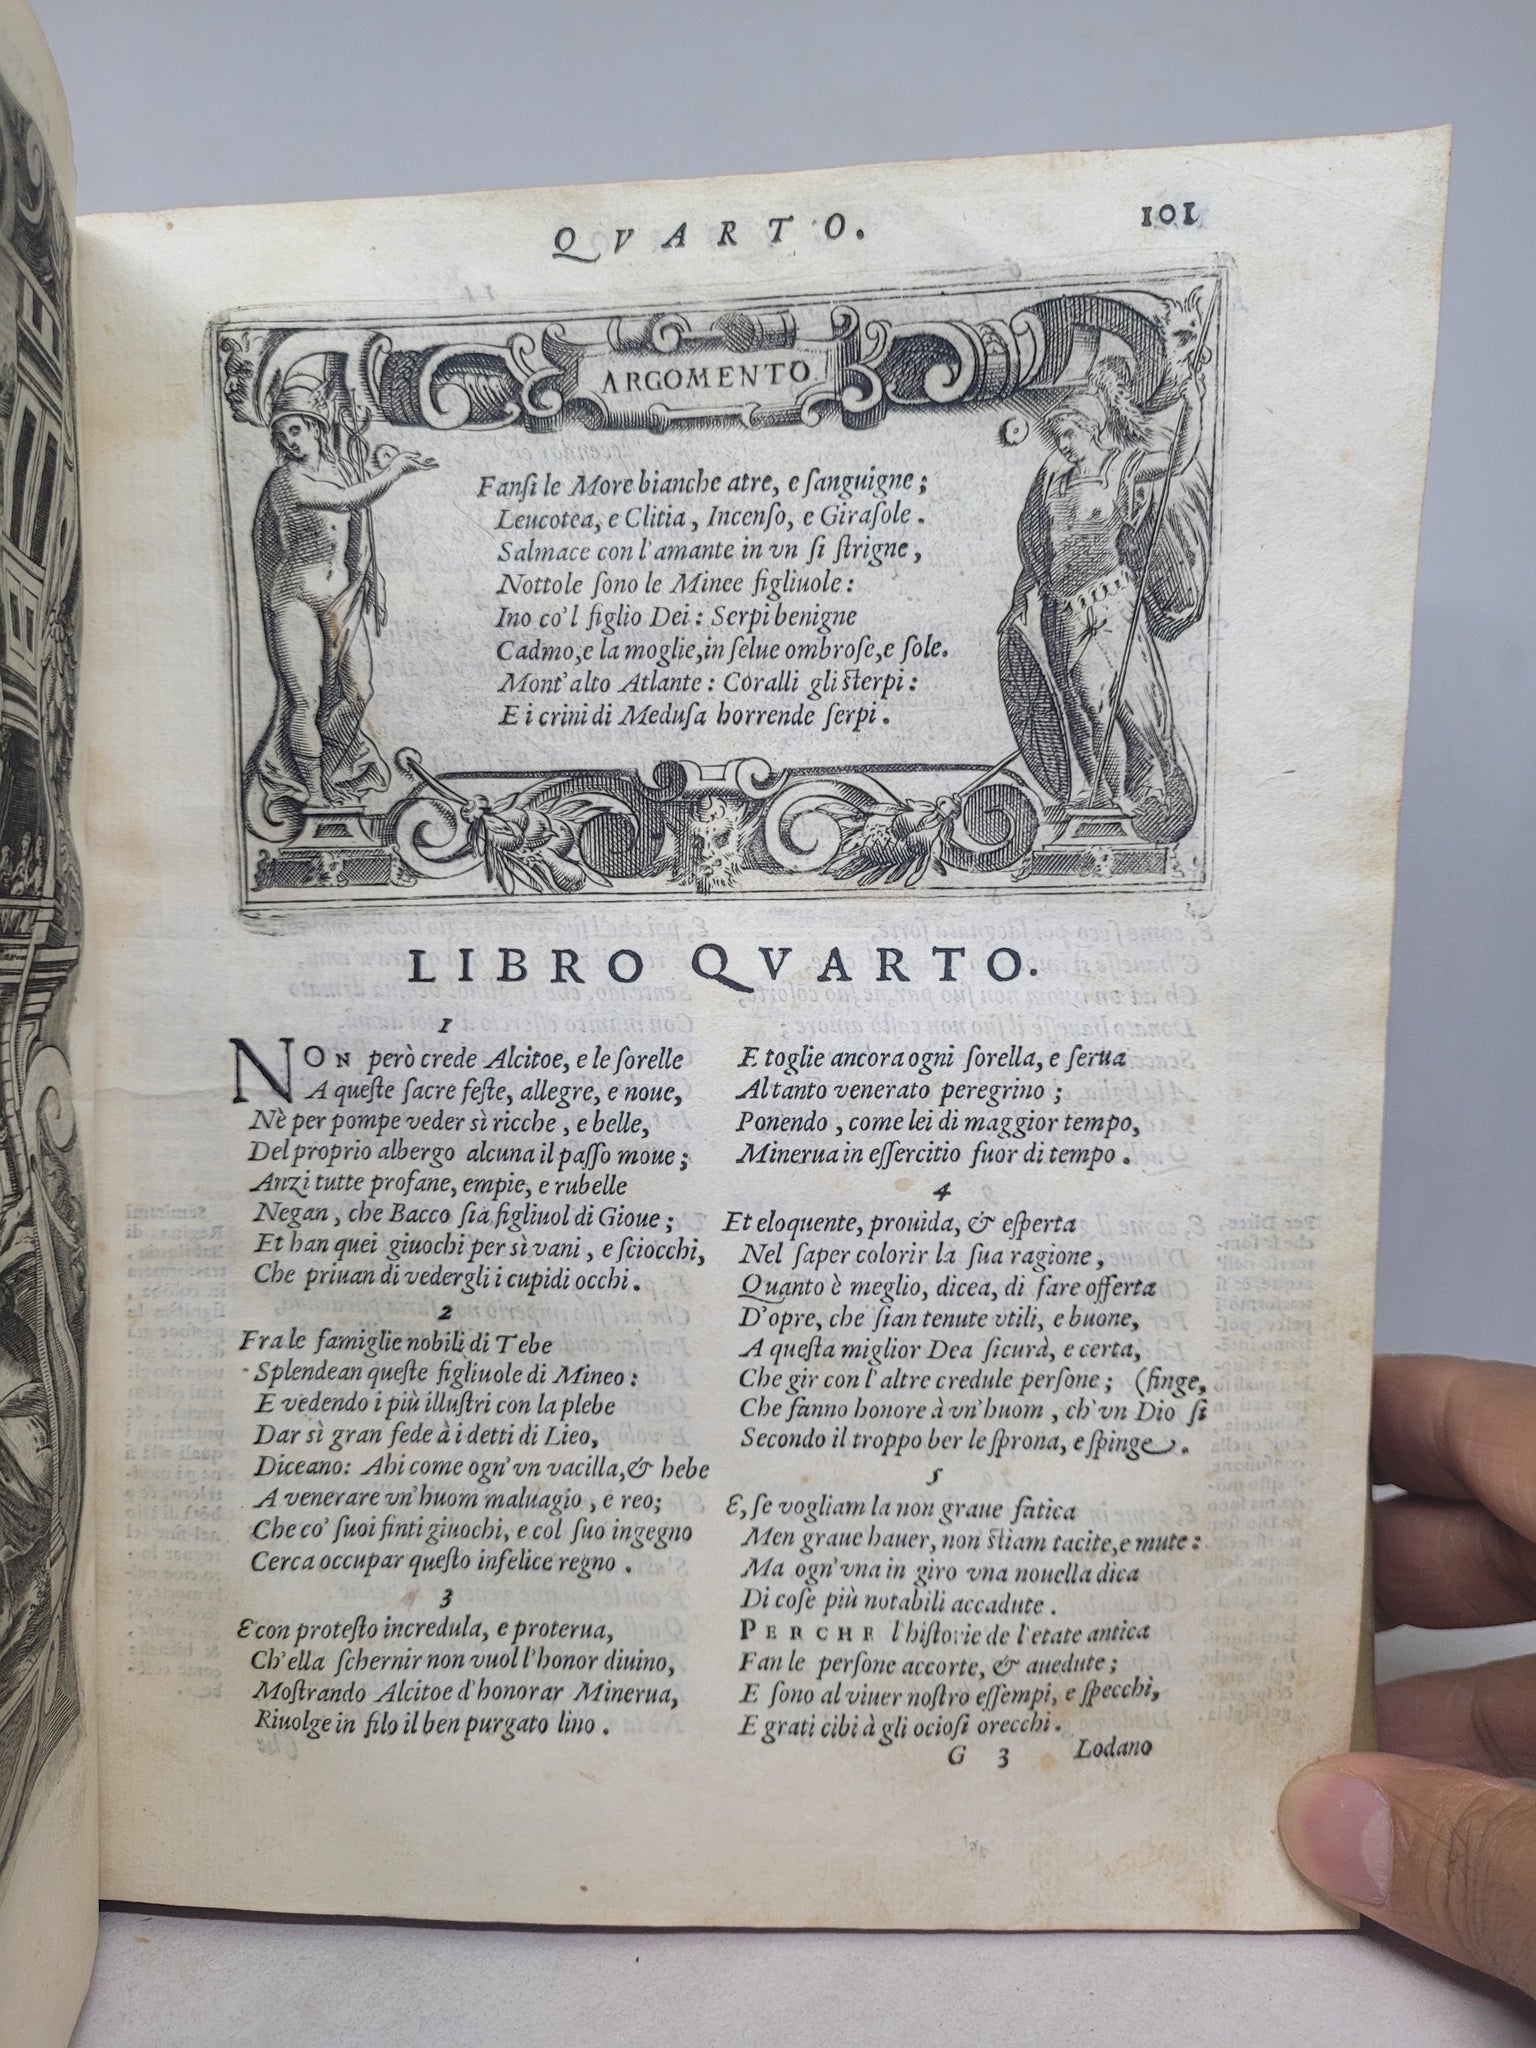 QVARTO.
101
ARGOMENTO
Fanſi le More bianche atre, e ſanguigne;
Leucotea, e Clitia, Incenſo, e Giraſole.
Salmace con l'amante in vn ſi ſtrigne,
Nottole ſono le Minee figliuole:
Ino co'l figlio Dei: Serpi benigne
Cadmo, e la moglie, in ſelue ombroſe, e ſole.
Mont'alto Atlante: Coralli gli ſterpi:
E i crini di Meduſa horrende ſerpi.
LIBRO QVARTO.
1
NON però crede Alcitoe, e le ſorelle
A queſte ſacre feſte, allegre, e noue,
Nè per pompe veder sì ricche, e belle,
Del proprio albergo alcuna il paſſo moue;
Anzi tutte profane, empie, e rubelle
Negan, che Bacco ſia figliuol di Gioue;
Et han quei giuochi per sì vani, e ſciocchi,
Che priuan di vedergli i cupidi occhi.
2
Fra le famiglie nobili di Tebe
Splendean queſte figliuole di Mineo:
E vedendo i più illuſtri con la plebe
Dar sì gran fede à i detti di Lieo,
Diceano: Ahi come ogn'vn vacilla, & hebe
A venerare vn'huom maluagio, e reo;
Che co' ſuoi finti giuochi, e col ſuo ingegno
Cerca occupar queſto infelice regno.
3
E con proteſto incredula, e proterua,
Ch'ella ſchernir non vuol l'honor diuino,
Moſtrando Alcitoe d'honorar Minerua,
Riuolge in filo il ben purgato lino.
E toglie ancora ogni ſorella, e ſerua
Al tanto venerato peregrino;
Ponendo, come lei di maggior tempo,
Minerua in eſſercitio fuor di tempo.
4
Et eloquente, prouida, & eſperta
Nel ſaper colorir la ſua ragione,
Quanto è meglio, dicea, di fare offerta
D'opre, che ſian tenute vtili, e buone,
A queſta miglior Dea ſicura, e certa,
Che gir con l'altre credule perſone; (finge,
Che fanno honore à vn'huom, ch'vn Dio ſi
Secondo il troppo ber le ſprona, e ſpinge.
5
E, ſe vogliam la non graue fatica
Men graue hauer, non ſtiam tacite, e mute:
Ma ogn'vna in giro vna nouella dica
Di coſe più notabili accadute.
PERCHE l'hiſtorie de l'etate antica
Fan le perſone accorte, & auedute;
E ſono al viuer noſtro eſſempi, e ſpecchi,
E grati cibi à gli ocioſi orecchi.
G 3 Lodano